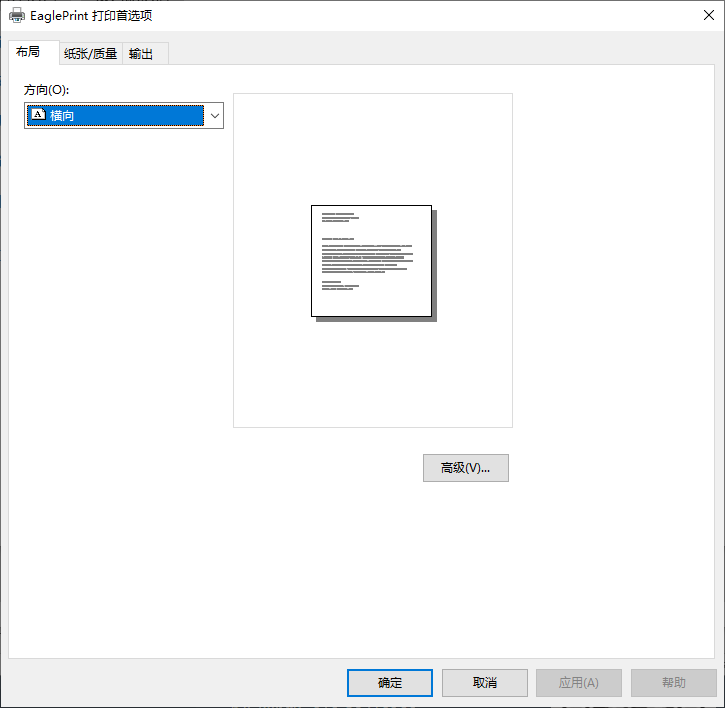 EaglePrint 打印首选项
布局 纸张/质量 输出
方向(O):
横向
高级(V)...
确定 取消 应用(A) 帮助